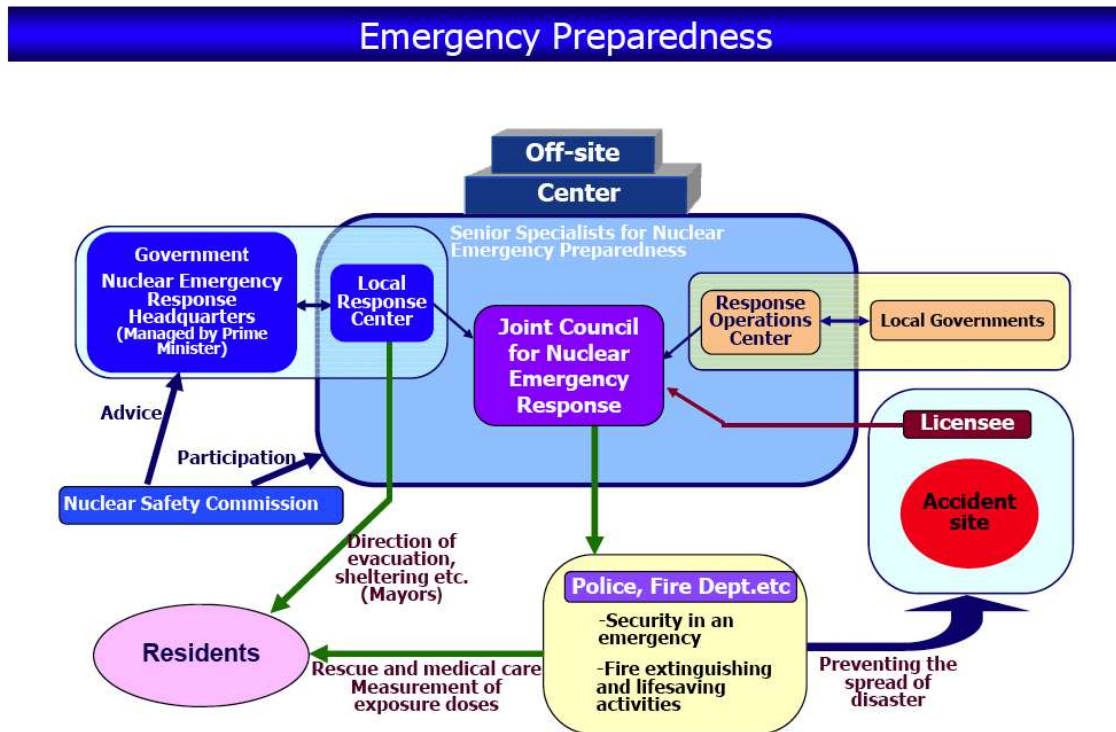 Emergency Preparedness
Off-site
Center
Senior Specialists for Nuclear
Emergency Preparedness
Government
Nuclear Emergency
Response
Headquarters
(Managed by Prime
Minister)
Local
Response
Center
Joint Council
for Nuclear
Emergency
Response
Response
Operations
Center
Local Governments
Advice
Participation
Nuclear Safety Commission
Licensee
Accident
site
Direction of
evacuation,
sheltering etc.
(Mayors)
Police, Fire Dept.etc
-Security in an
emergency
-Fire extinguishing
and lifesaving
activities
Residents
Rescue and medical care
Measurement of
exposure doses
Preventing the
spread of
disaster